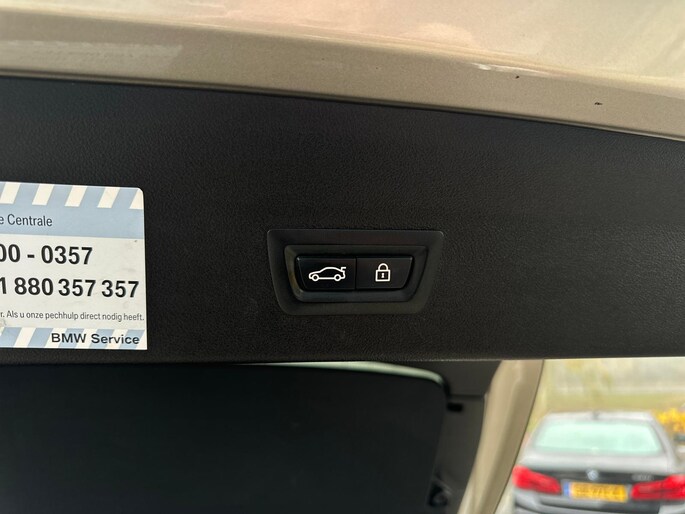 e Centrale
00 - 0357
1 880 357 357
r. Als u onze pechhulp direct nodig heeft.
BMW Service